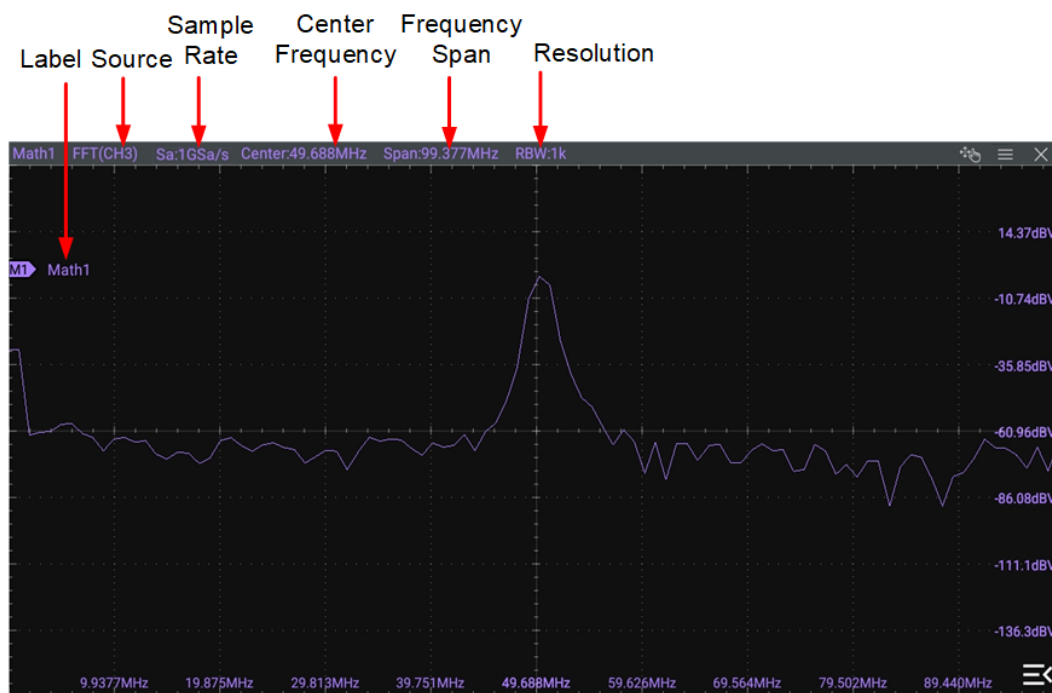 Label
Source
Sample
Rate
Center
Frequency
Frequency
Span
Resolution
Math1 FFT(CH3) Sa:1GSa/s Center:49.688MHz Span:99.377MHz RBW:1k
14.37dBV
M1 Math1
-10.74dBV
-35.85dBV
-60.96dBV
-86.08dBV
-111.1dBV
-136.3dBV
9.9377MHz 19.875MHz 29.813MHz 39.751MHz 49.688MHz 59.626MHz 69.564MHz 79.502MHz 89.440MHz